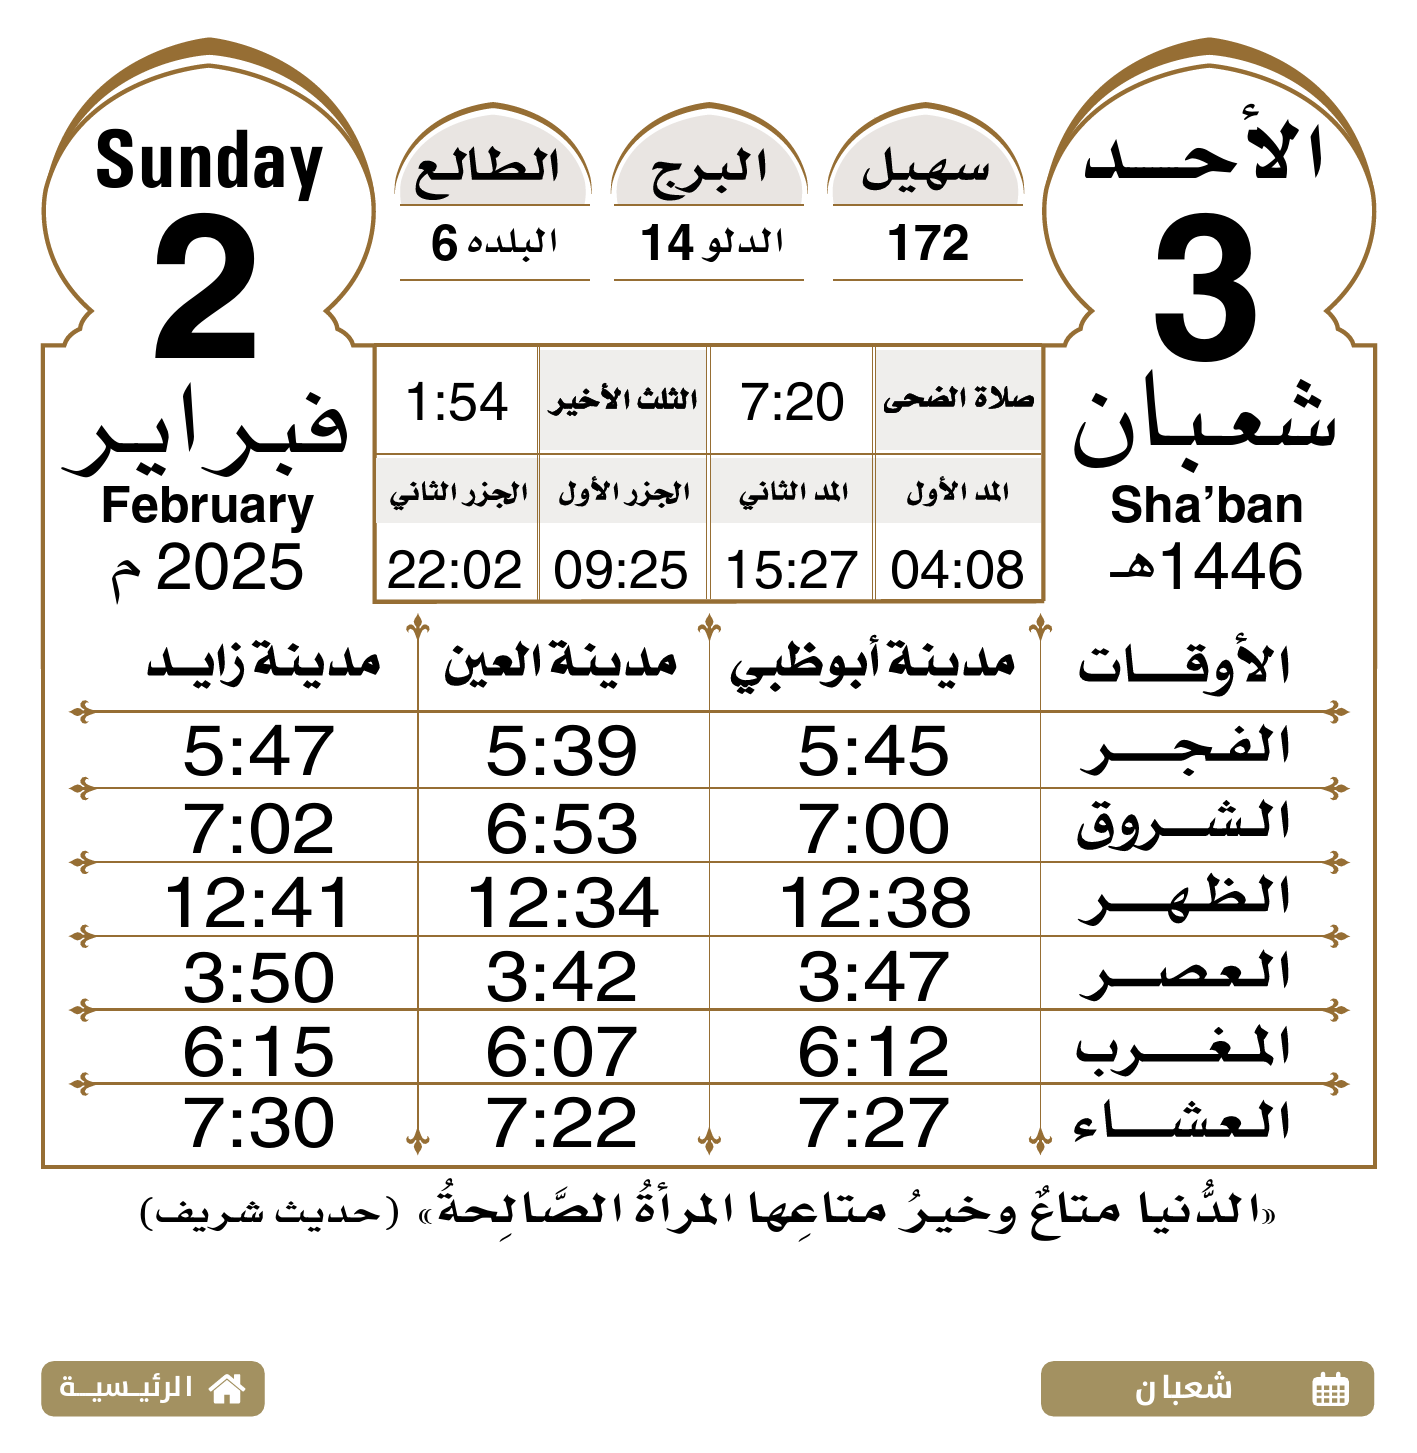 الأحد
3
شعبان
Sha’ban
1446هـ
سهيل
172
البرج
الدلو 14
الطالع
البلده 6
Sunday
2
فبراير
February
2025 م
صلاة الضحى 7:20 الثلث الأخير 1:54
المد الأول المد الثاني الجزر الأول الجزر الثاني
04:08 15:27 09:25 22:02
الأوقات مدينة أبوظبي مدينة العين مدينة زايد
الفجر 5:45 5:39 5:47
الشروق 7:00 6:53 7:02
الظهر 12:38 12:34 12:41
العصر 3:47 3:42 3:50
المغرب 6:12 6:07 6:15
العشاء 7:27 7:22 7:30
«الدُّنيا متاعٌ وخيرُ متاعِها المرأةُ الصَّالِحةُ» (حديث شريف)
شعبان
الرئيسية